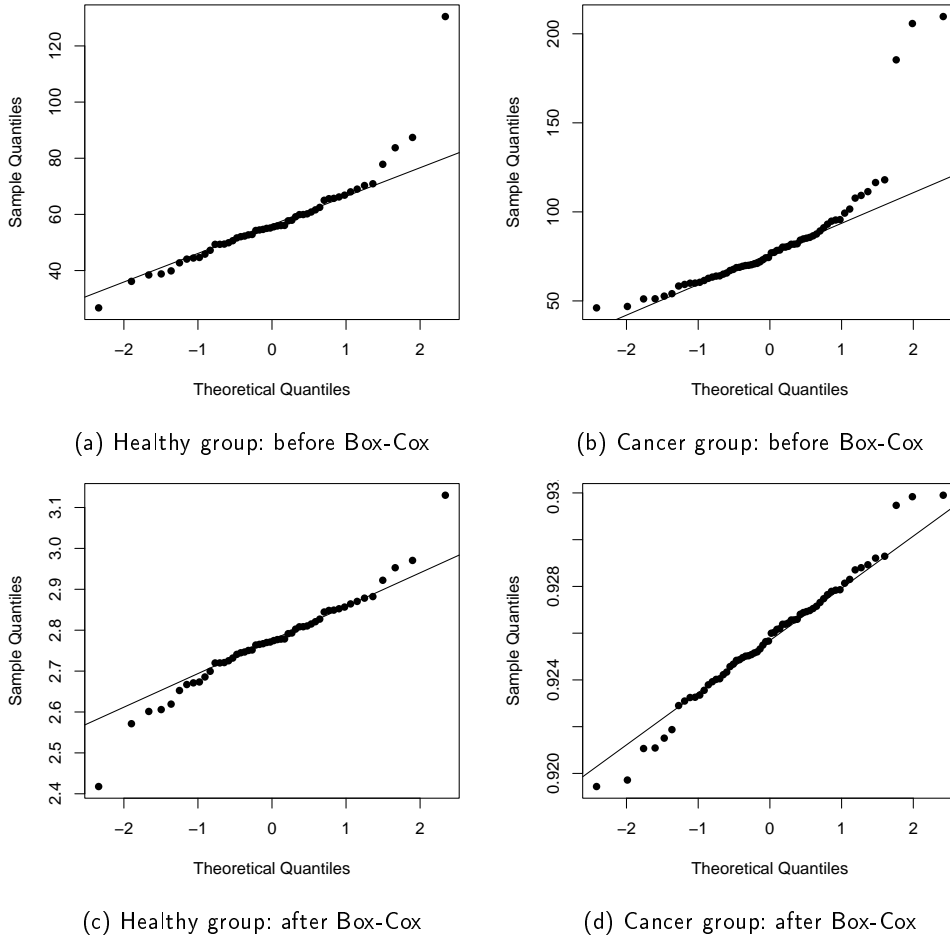 Sample Quantiles
120
100
80
60
40
−2 −1 0 1 2
Theoretical Quantiles
(a) Healthy group: before Box-Cox
Sample Quantiles
200
150
100
50
−2 −1 0 1 2
Theoretical Quantiles
(b) Cancer group: before Box-Cox
Sample Quantiles
3.1
3.0
2.9
2.8
2.7
2.6
2.5
2.4
−2 −1 0 1 2
Theoretical Quantiles
(c) Healthy group: after Box-Cox
Sample Quantiles
0.93
0.928
0.924
0.920
−2 −1 0 1 2
Theoretical Quantiles
(d) Cancer group: after Box-Cox